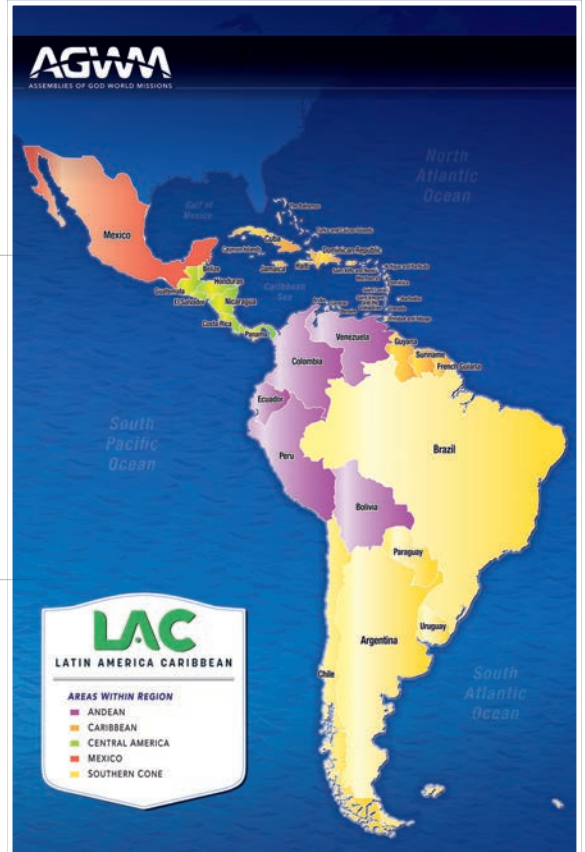 AGWM
ASSEMBLIES OF GOD WORLD MISSIONS
North
Atlantic
Ocean
Gulf of
Mexico
The Bahamas
Mexico
Cuba
Turks and Caicos Islands
Cayman Islands
Dominican Republic
Jamaica
Haiti
Antigua and Barbuda
Belize
Caribbean
Sea
Honduras
Guatemala
El Salvador
Nicaragua
Costa Rica
Panama
Venezuela
Guyana
Suriname
French Guiana
Colombia
Ecuador
South
Pacific
Ocean
Peru
Brazil
Bolivia
Paraguay
Uruguay
Argentina
Chile
South
Atlantic
Ocean
LAC
LATIN AMERICA CARIBBEAN
AREAS WITHIN REGION
ANDEAN
CARIBBEAN
CENTRAL AMERICA
MEXICO
SOUTHERN CONE